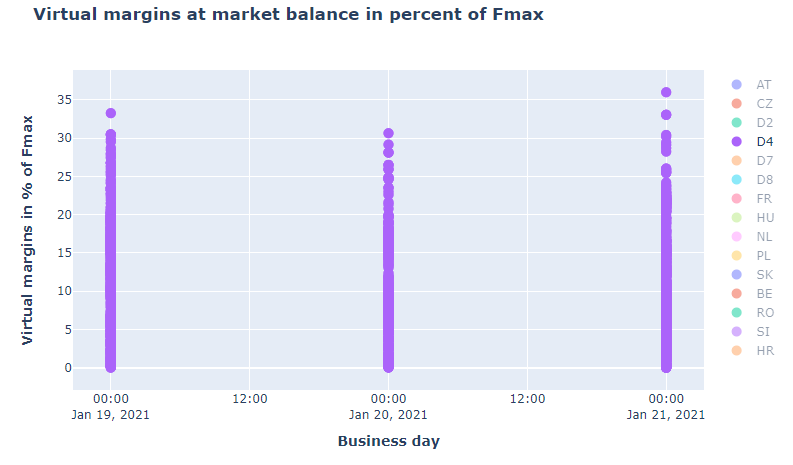 Virtual margins at market balance in percent of Fmax
Virtual margins in % of Fmax
35
30
25
20
15
10
5
0
00:00
Jan 19, 2021
12:00
00:00
Jan 20, 2021
12:00
00:00
Jan 21, 2021
Business day
AT
CZ
D2
D4
D7
D8
FR
HU
NL
PL
SK
BE
RO
SI
HR